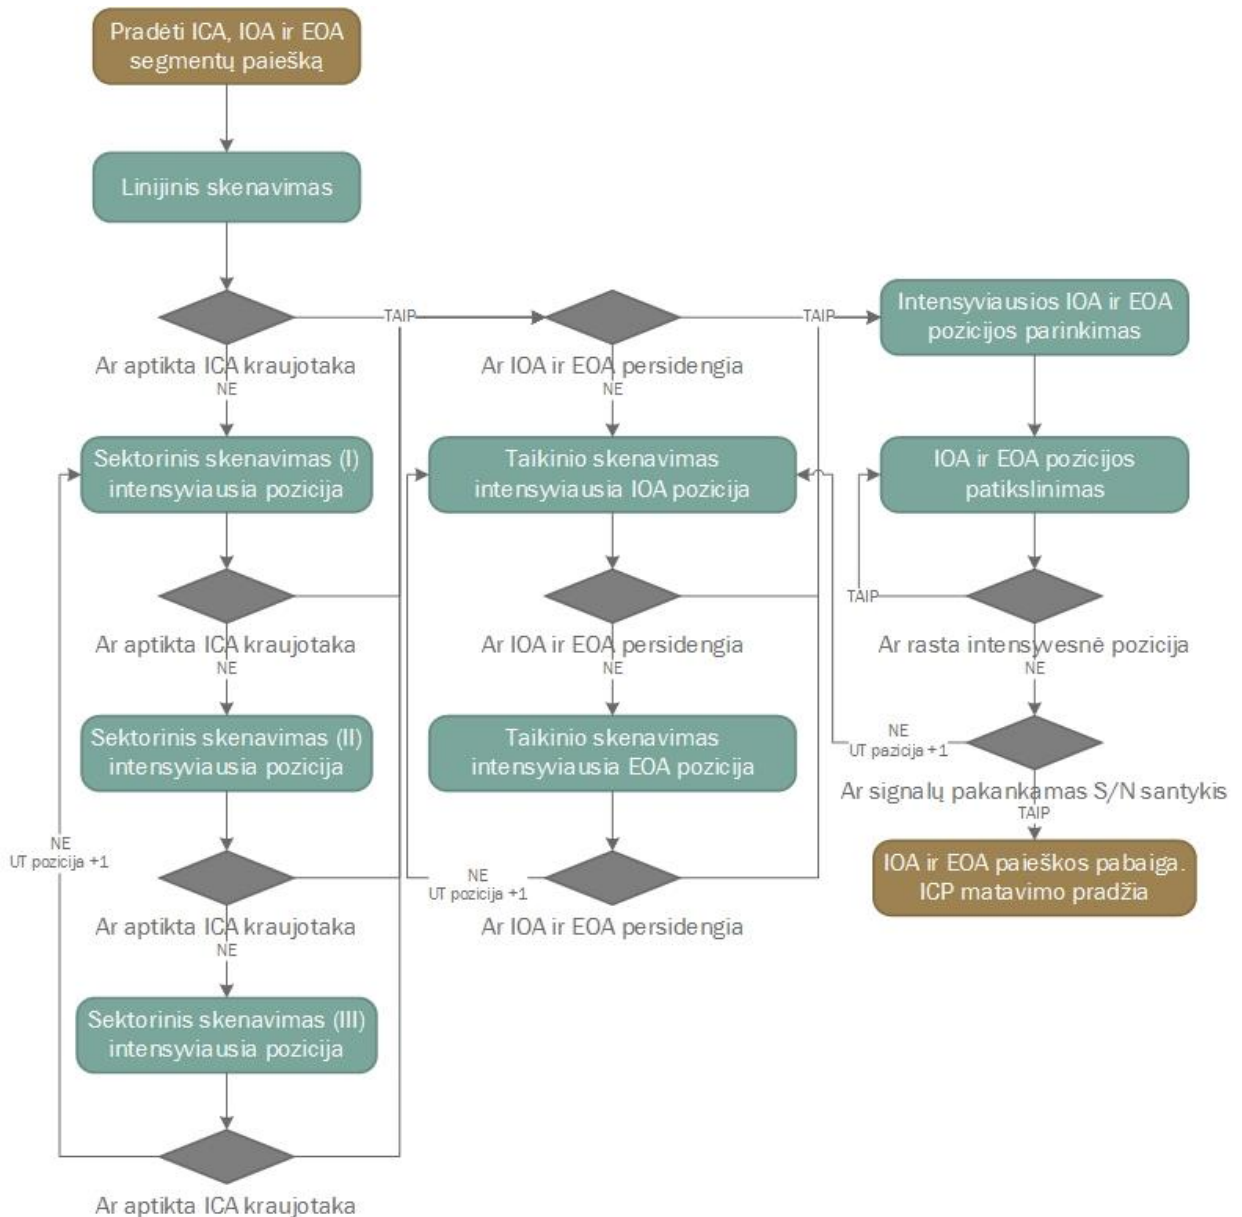 Pradėti ICA, IOA ir EOA
segmentų paiešką
Linijinis skenavimas
Ar aptikta ICA kraujotaka
NE
TAIP
Sektorinis skenavimas (I)
intensyviausia pozicija
Ar aptikta ICA kraujotaka
NE
Sektorinis skenavimas (II)
intensyviausia pozicija
Ar aptikta ICA kraujotaka
NE
Sektorinis skenavimas (III)
intensyviausia pozicija
Ar aptikta ICA kraujotaka
NE
UT pozicija +1
Ar IOA ir EOA persidengia
NE
TAIP
Taikinio skenavimas
intensyviausia IOA pozicija
Ar IOA ir EOA persidengia
NE
Taikinio skenavimas
intensyviausia EOA pozicija
Ar IOA ir EOA persidengia
NE
UT pozicija +1
Intensyviausios IOA ir EOA
pozicijos parinkimas
IOA ir EOA pozicijos
patikslinimas
TAIP
Ar rasta intensyvesnė pozicija
NE
NE
UT pazicija +1
Ar signalų pakankamas S/N santykis
TAIP
IOA ir EOA paieškos pabaiga.
ICP matavimo pradžia